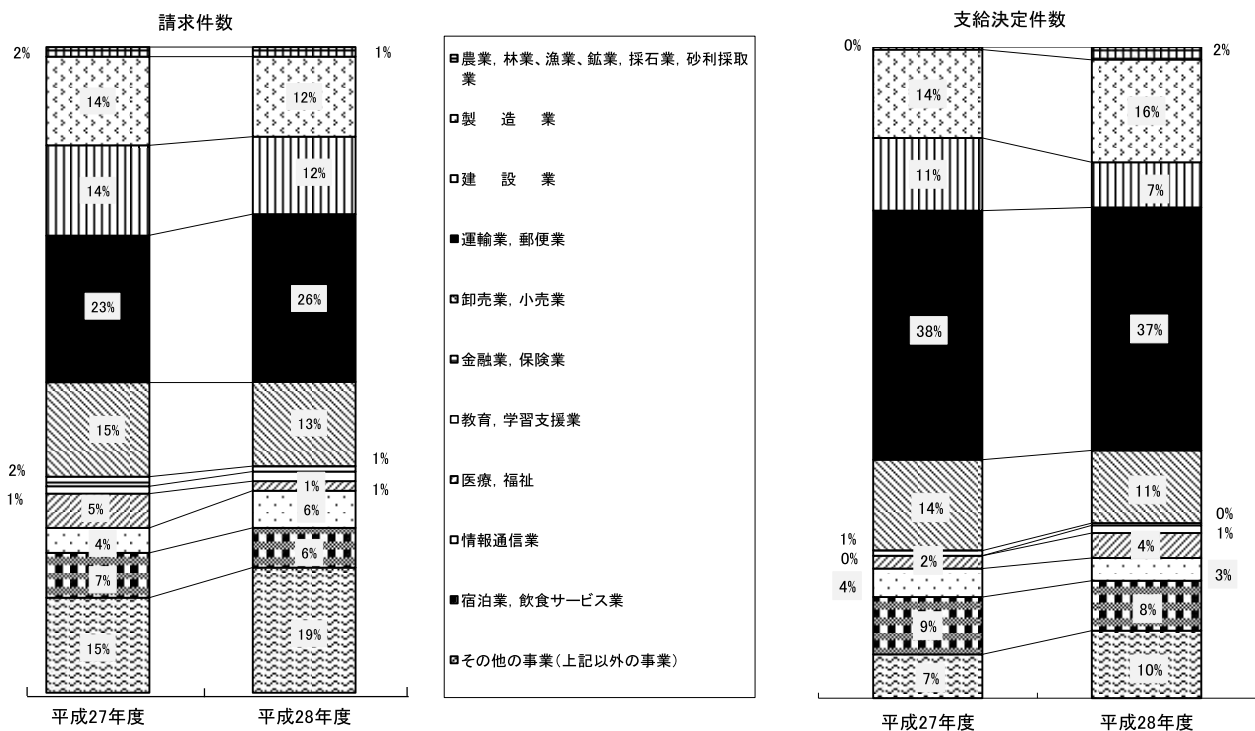 請求件数
2%
14%
14%
23%
15%
2%
1%
5%
4%
7%
15%
1%
12%
12%
26%
13%
1%
1%
1%
6%
6%
19%
平成27年度
平成28年度
農業，林業、漁業、鉱業，採石業，砂利採取
業
製　造　業
建　設　業
運輸業，郵便業
卸売業，小売業
金融業，保険業
教育，学習支援業
医療，福祉
情報通信業
宿泊業，飲食サービス業
その他の事業（上記以外の事業）
支給決定件数
0%
14%
11%
38%
14%
1%
0%
2%
4%
9%
7%
2%
16%
7%
37%
11%
0%
1%
4%
3%
8%
10%
平成27年度
平成28年度